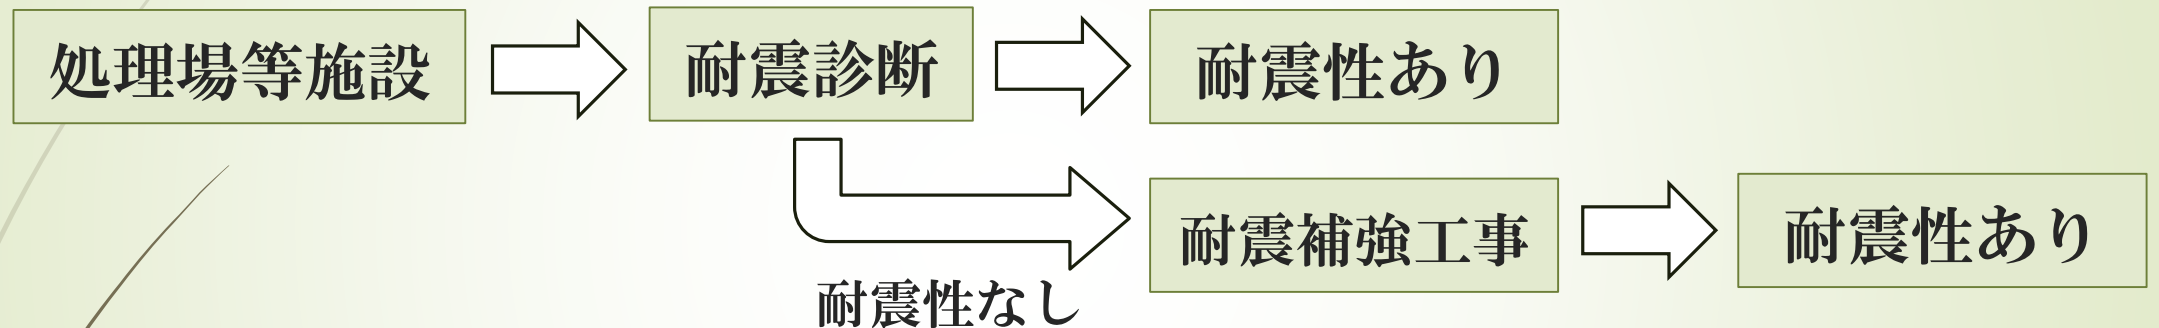 処理場等施設
耐震診断
耐震性あり
耐震性なし
耐震補強工事
耐震性あり